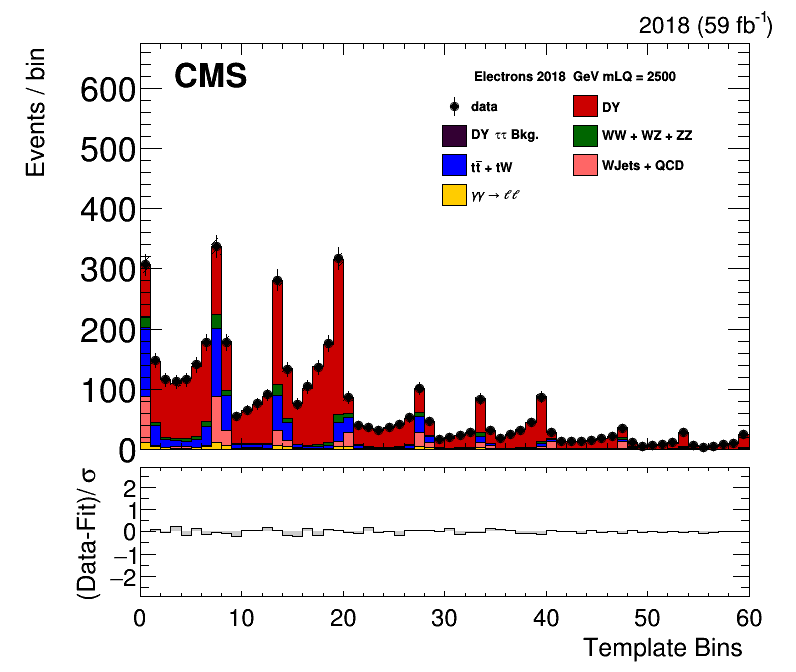 2018 (59 fb⁻¹)
Events / bin
CMS
Electrons 2018 GeV mLQ = 2500
data
DY
DY ττ Bkg.
WW + WZ + ZZ
tt̄ + tW
WJets + QCD
γγ → ℓℓ
600
500
400
300
200
100
0
(Data-Fit)/ σ
2
1
0
−1
−2
0 10 20 30 40 50 60
Template Bins